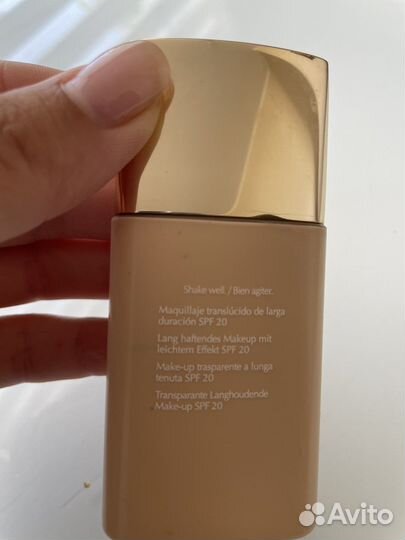 Shake well. / Bien agiter.
Maquillaje translúcido de larga
duración SPF 20
Lang haftendes Makeup mit
leichtem Effekt SPF 20
Make-up trasparente a lunga
tenuta SPF 20
Transparante Langhoudende
Make-up SPF 20
Avito